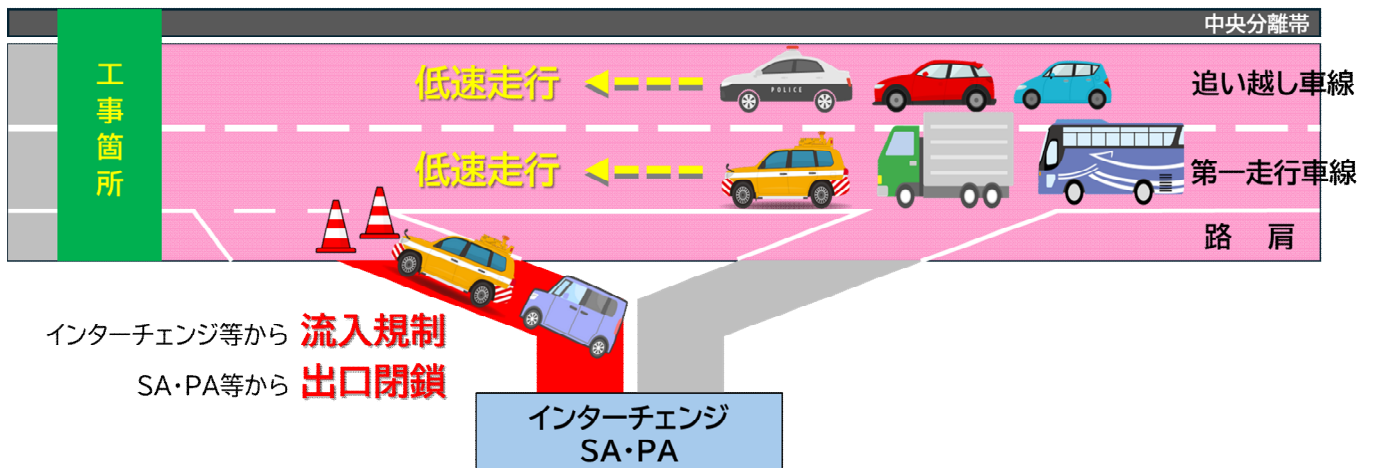 中央分離帯
工事箇所
低速走行
POLICE
追い越し車線
低速走行
第一走行車線
路 肩
インターチェンジ等から 流入規制
SA・PA等から 出口閉鎖
インターチェンジ
SA・PA